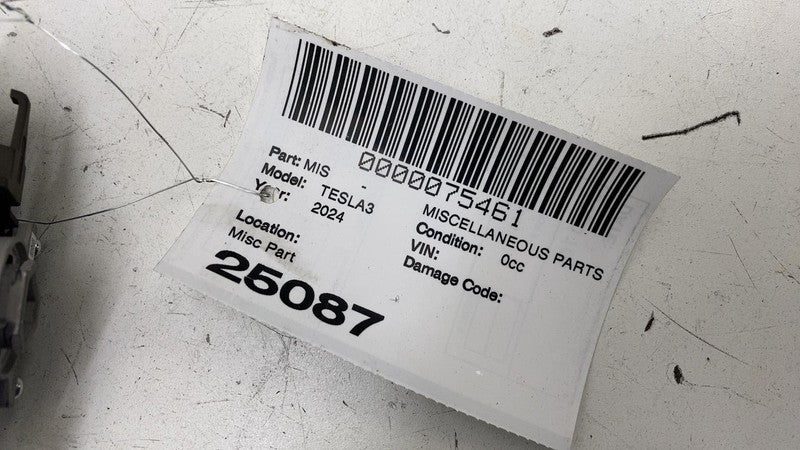 0000075461
Part: MIS - MISCELLANEOUS PARTS
Model: TESLA3 Condition: 0cc
Year: 2024 VIN:
Damage Code:
Location:
Misc Part
25087